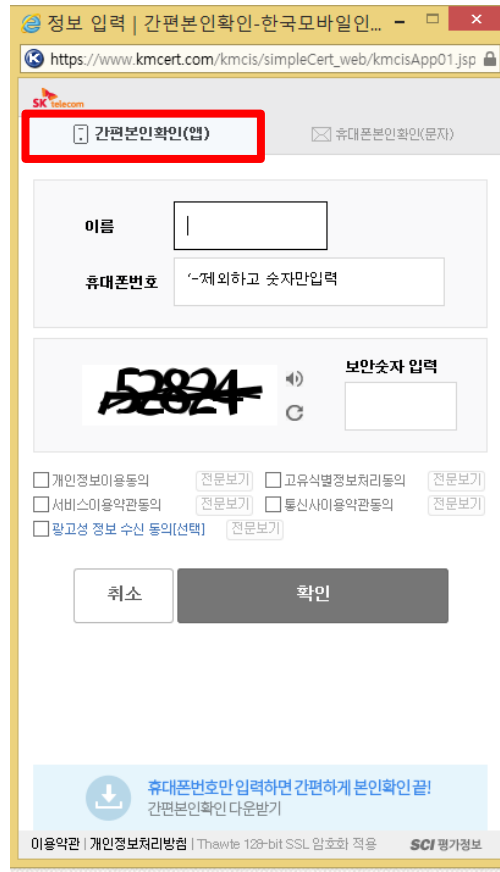 정보 입력 | 간편본인확인-한국모바일인...
https://www.kmcert.com/kmcis/simpleCert_web/kmcisApp01.jsp
SK telecom
간편본인확인(앱) 휴대폰본인확인(문자)
이름
휴대폰번호 '-'제외하고 숫자만입력
52824
보안숫자 입력
개인정보이용동의 전문보기 고유식별정보처리동의 전문보기
서비스이용약관동의 전문보기 통신사이용약관동의 전문보기
광고성 정보 수신 동의[선택] 전문보기
취소 확인
휴대폰번호만 입력하면 간편하게 본인확인 끝!
간편본인확인 다운받기
이용약관 | 개인정보처리방침 | Thawte 128-bit SSL 암호화 적용 SCI 평가정보